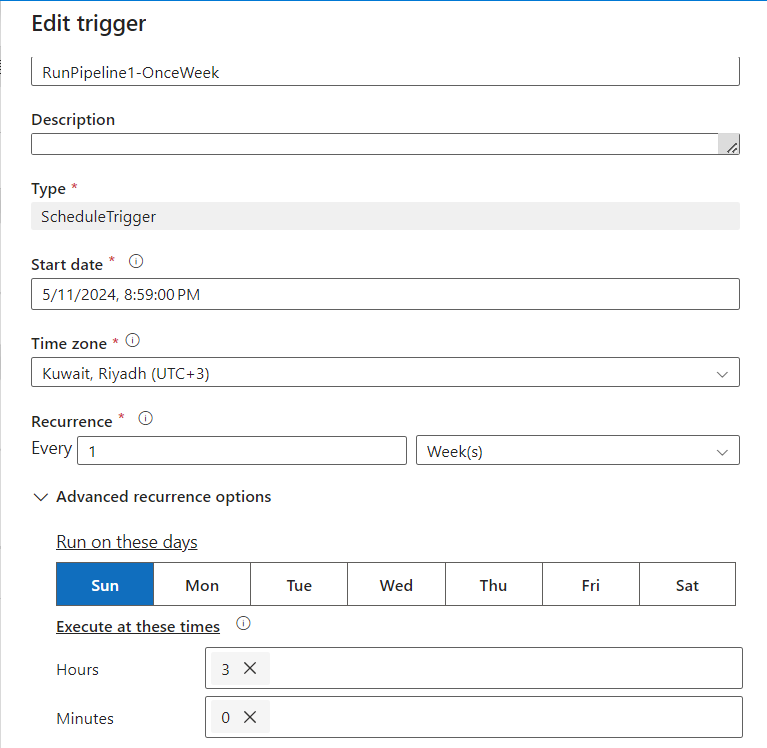 Edit trigger
RunPipeline1-OnceWeek
Description
Type *
ScheduleTrigger
Start date *
5/11/2024, 8:59:00 PM
Time zone *
Kuwait, Riyadh (UTC+3)
Recurrence *
Every 1 Week(s)
Advanced recurrence options
Run on these days
Sun Mon Tue Wed Thu Fri Sat
Execute at these times
Hours 3
Minutes 0